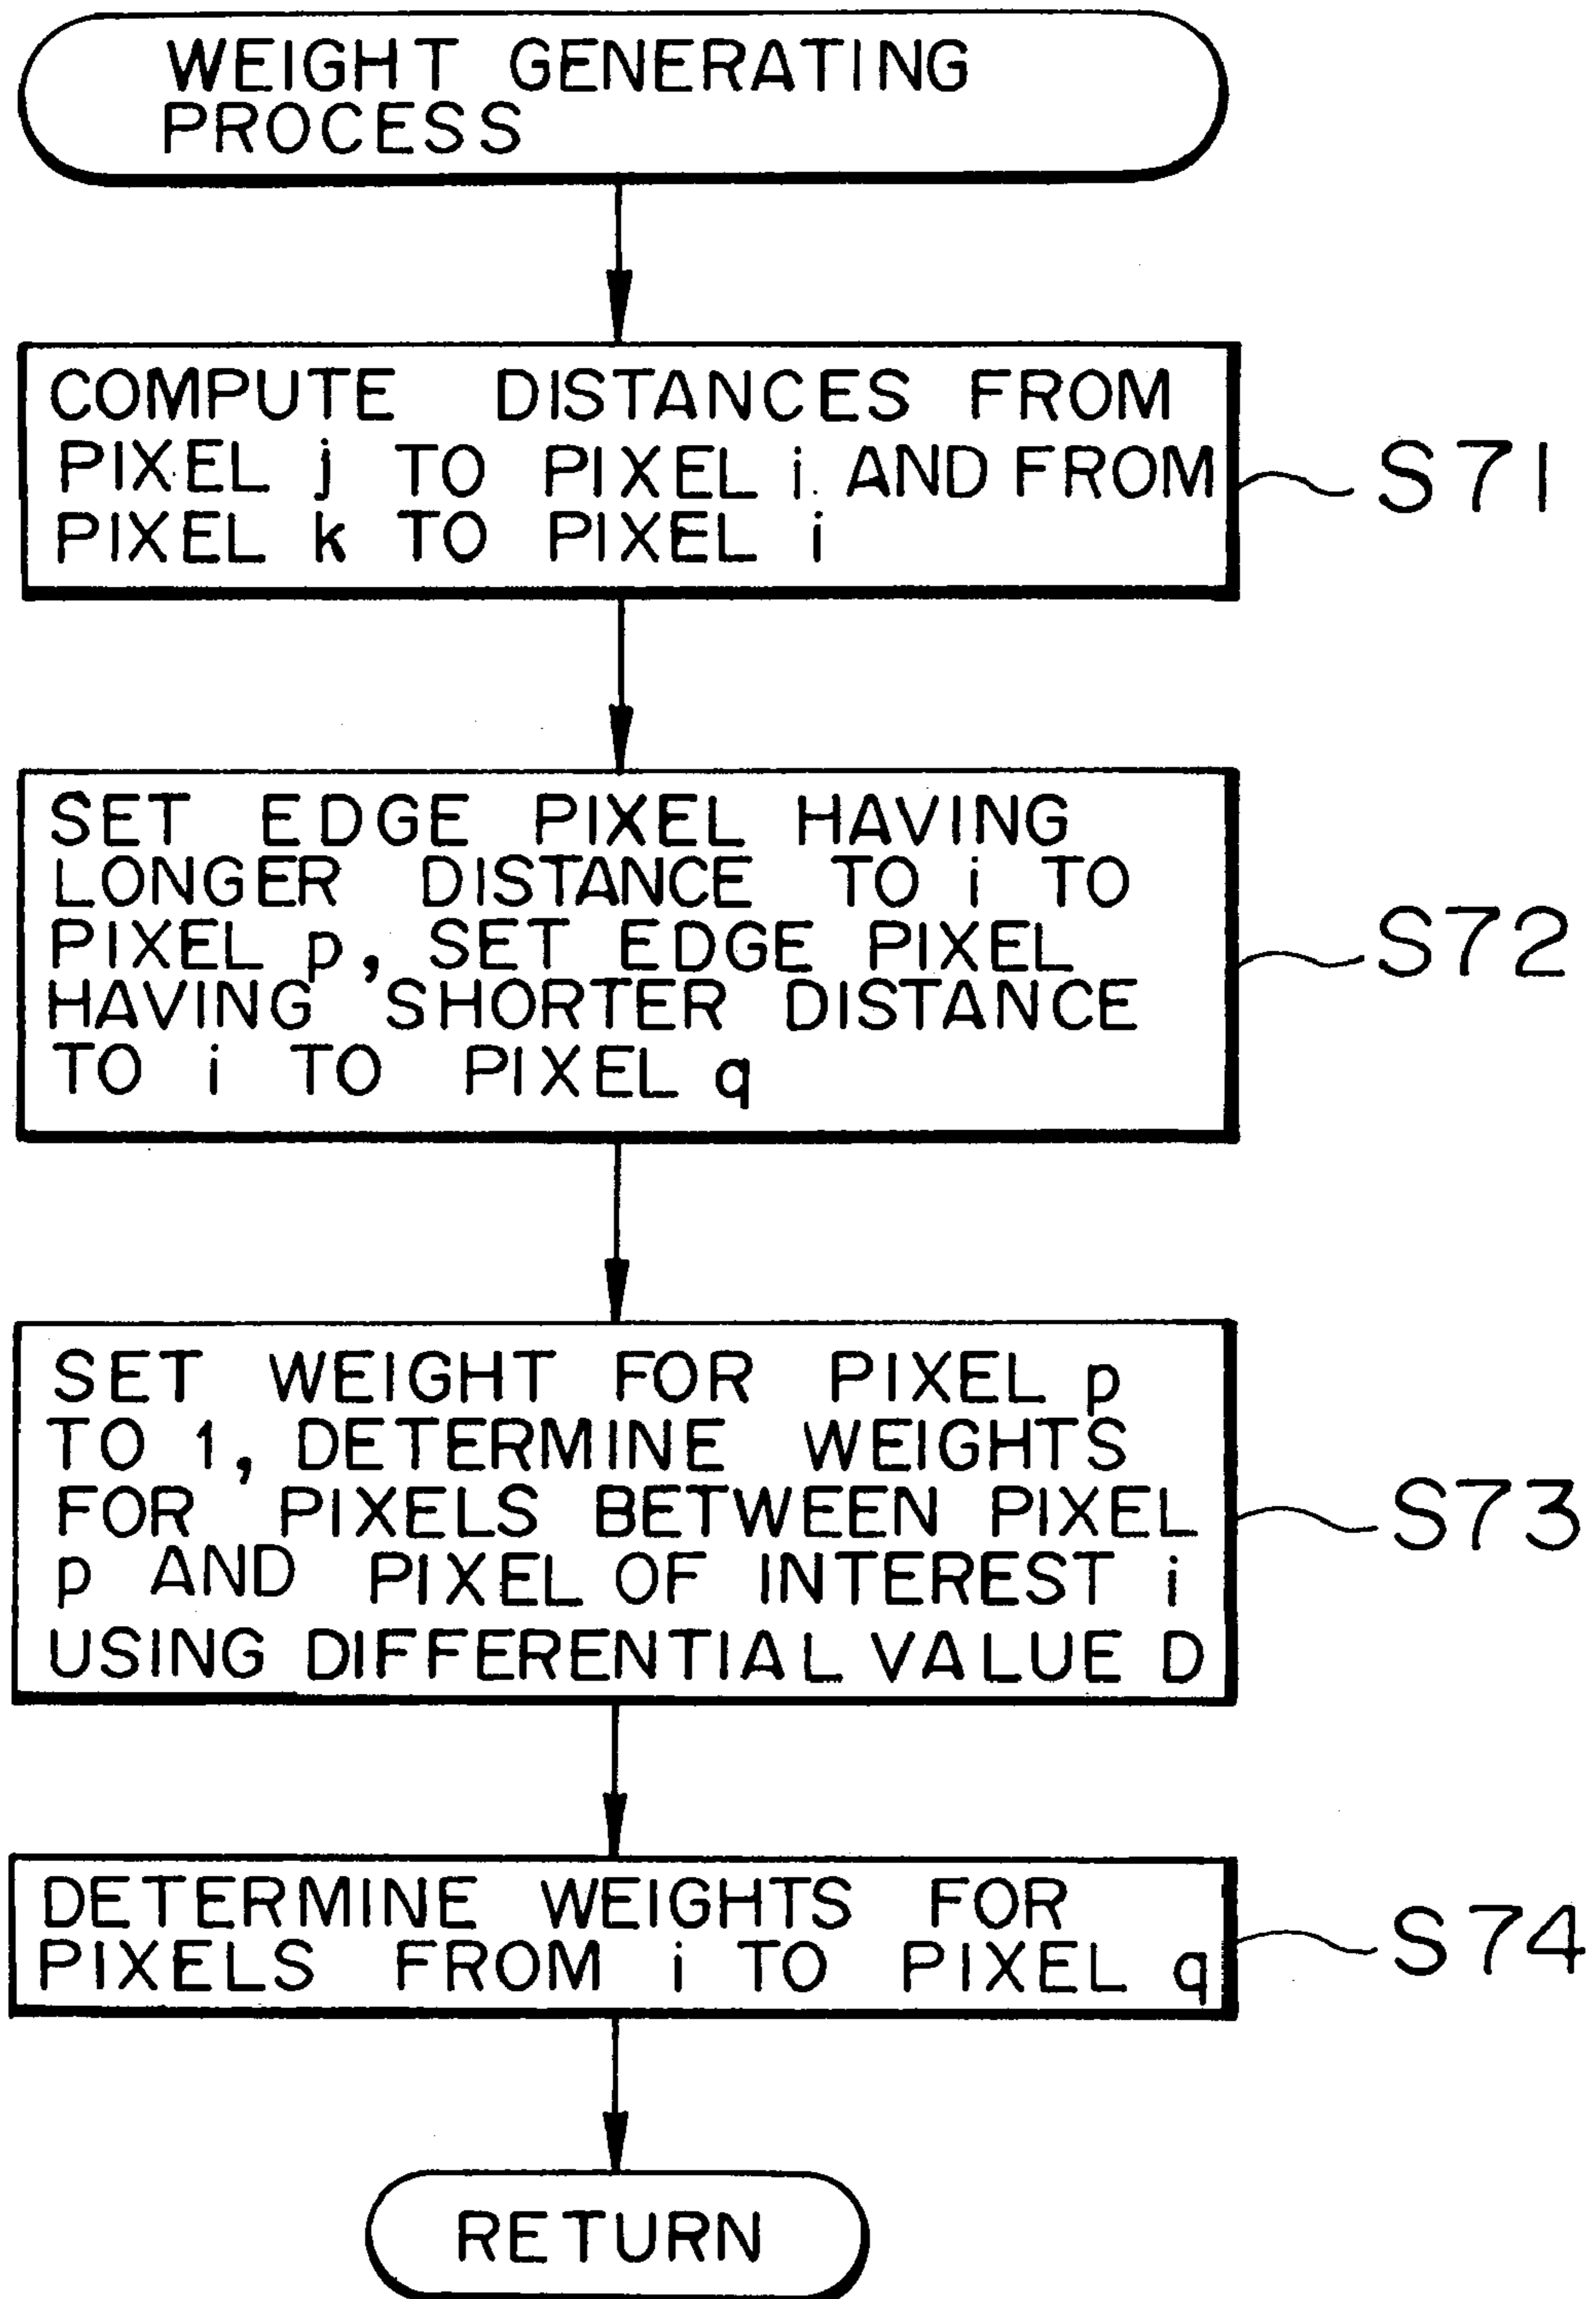 WEIGHT GENERATING
PROCESS
COMPUTE DISTANCES FROM
PIXEL j TO PIXEL i AND FROM
PIXEL k TO PIXEL i
S71
SET EDGE PIXEL HAVING
LONGER DISTANCE TO i TO
PIXEL p, SET EDGE PIXEL
HAVING SHORTER DISTANCE
TO i TO PIXEL q
S72
SET WEIGHT FOR PIXEL p
TO 1, DETERMINE WEIGHTS
FOR PIXELS BETWEEN PIXEL
p AND PIXEL OF INTEREST i
USING DIFFERENTIAL VALUE D
S73
DETERMINE WEIGHTS FOR
PIXELS FROM i TO PIXEL q
S74
RETURN